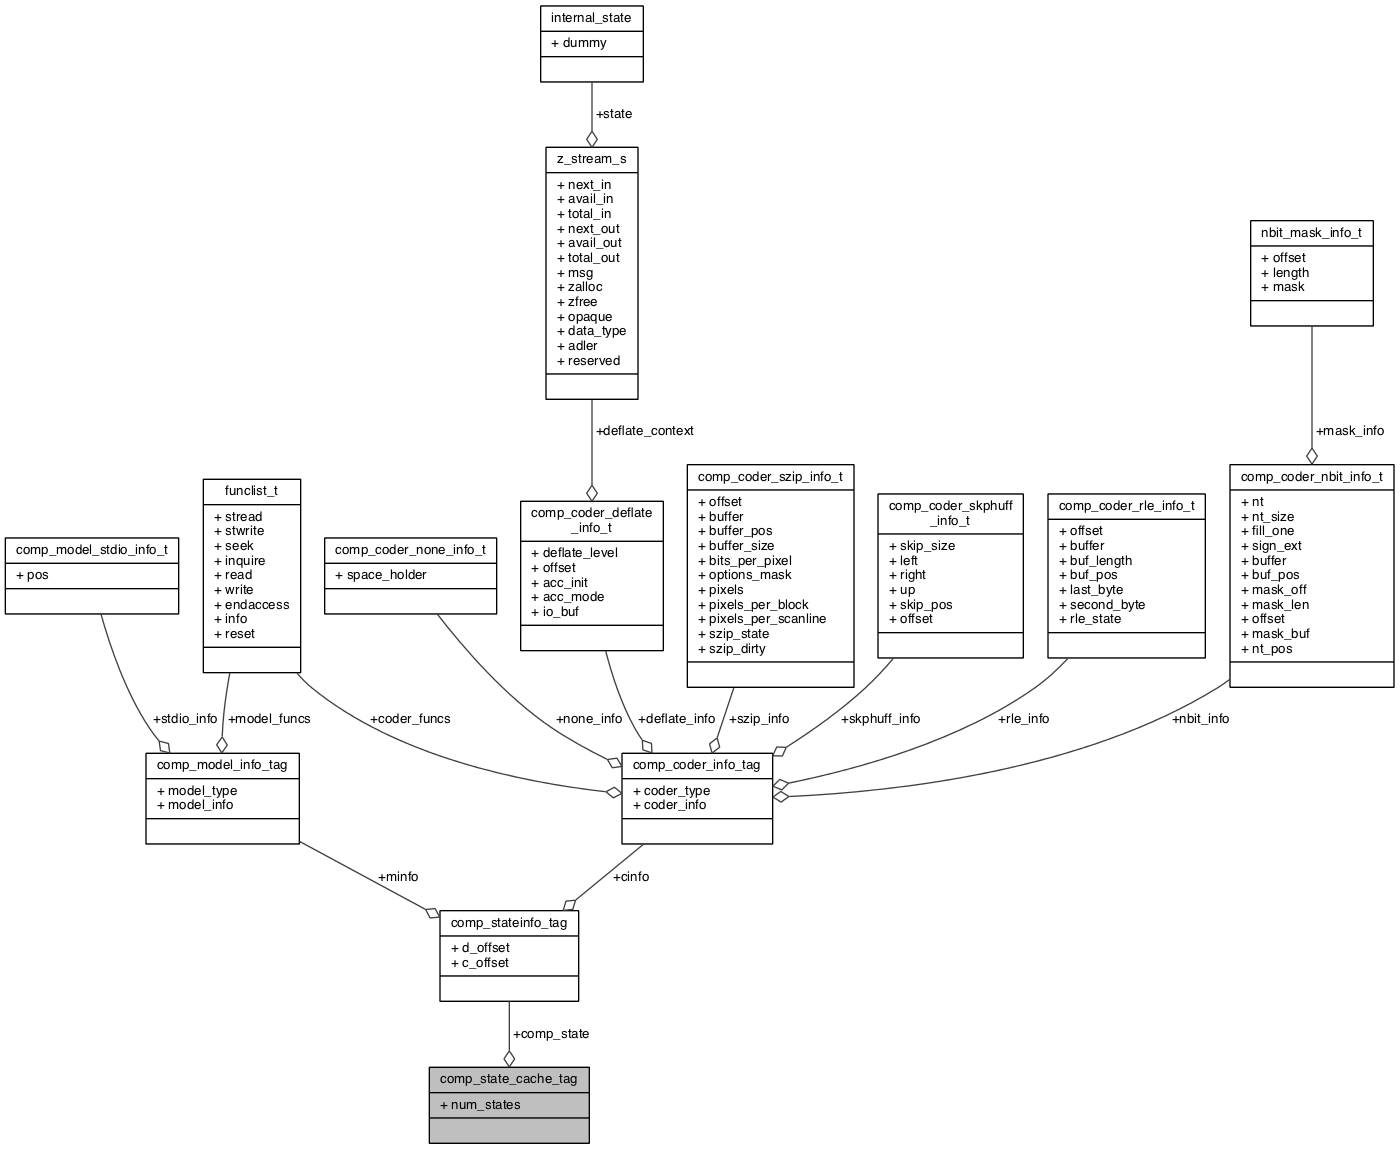 internal_state
+ dummy
+state
z_stream_s
+ next_in
+ avail_in
+ total_in
+ next_out
+ avail_out
+ total_out
+ msg
+ zalloc
+ zfree
+ opaque
+ data_type
+ adler
+ reserved
nbit_mask_info_t
+ offset
+ length
+ mask
+deflate_context
+mask_info
comp_model_stdio_info_t
+ pos
funclist_t
+ stread
+ stwrite
+ seek
+ inquire
+ read
+ write
+ endaccess
+ info
+ reset
comp_coder_none_info_t
+ space_holder
comp_coder_deflate
_info_t
+ deflate_level
+ offset
+ acc_init
+ acc_mode
+ io_buf
comp_coder_szip_info_t
+ offset
+ buffer
+ buffer_pos
+ buffer_size
+ bits_per_pixel
+ options_mask
+ pixels
+ pixels_per_block
+ pixels_per_scanline
+ szip_state
+ szip_dirty
comp_coder_skphuff
_info_t
+ skip_size
+ left
+ right
+ up
+ skip_pos
+ offset
comp_coder_rle_info_t
+ offset
+ buffer
+ buf_length
+ buf_pos
+ last_byte
+ second_byte
+ rle_state
comp_coder_nbit_info_t
+ nt
+ nt_size
+ fill_one
+ sign_ext
+ buffer
+ buf_pos
+ mask_off
+ mask_len
+ offset
+ mask_buf
+ nt_pos
+stdio_info
+model_funcs
+coder_funcs
+none_info
+deflate_info
+szip_info
+skphuff_info
+rle_info
+nbit_info
comp_model_info_tag
+ model_type
+ model_info
comp_coder_info_tag
+ coder_type
+ coder_info
+minfo
+cinfo
comp_stateinfo_tag
+ d_offset
+ c_offset
+comp_state
comp_state_cache_tag
+ num_states